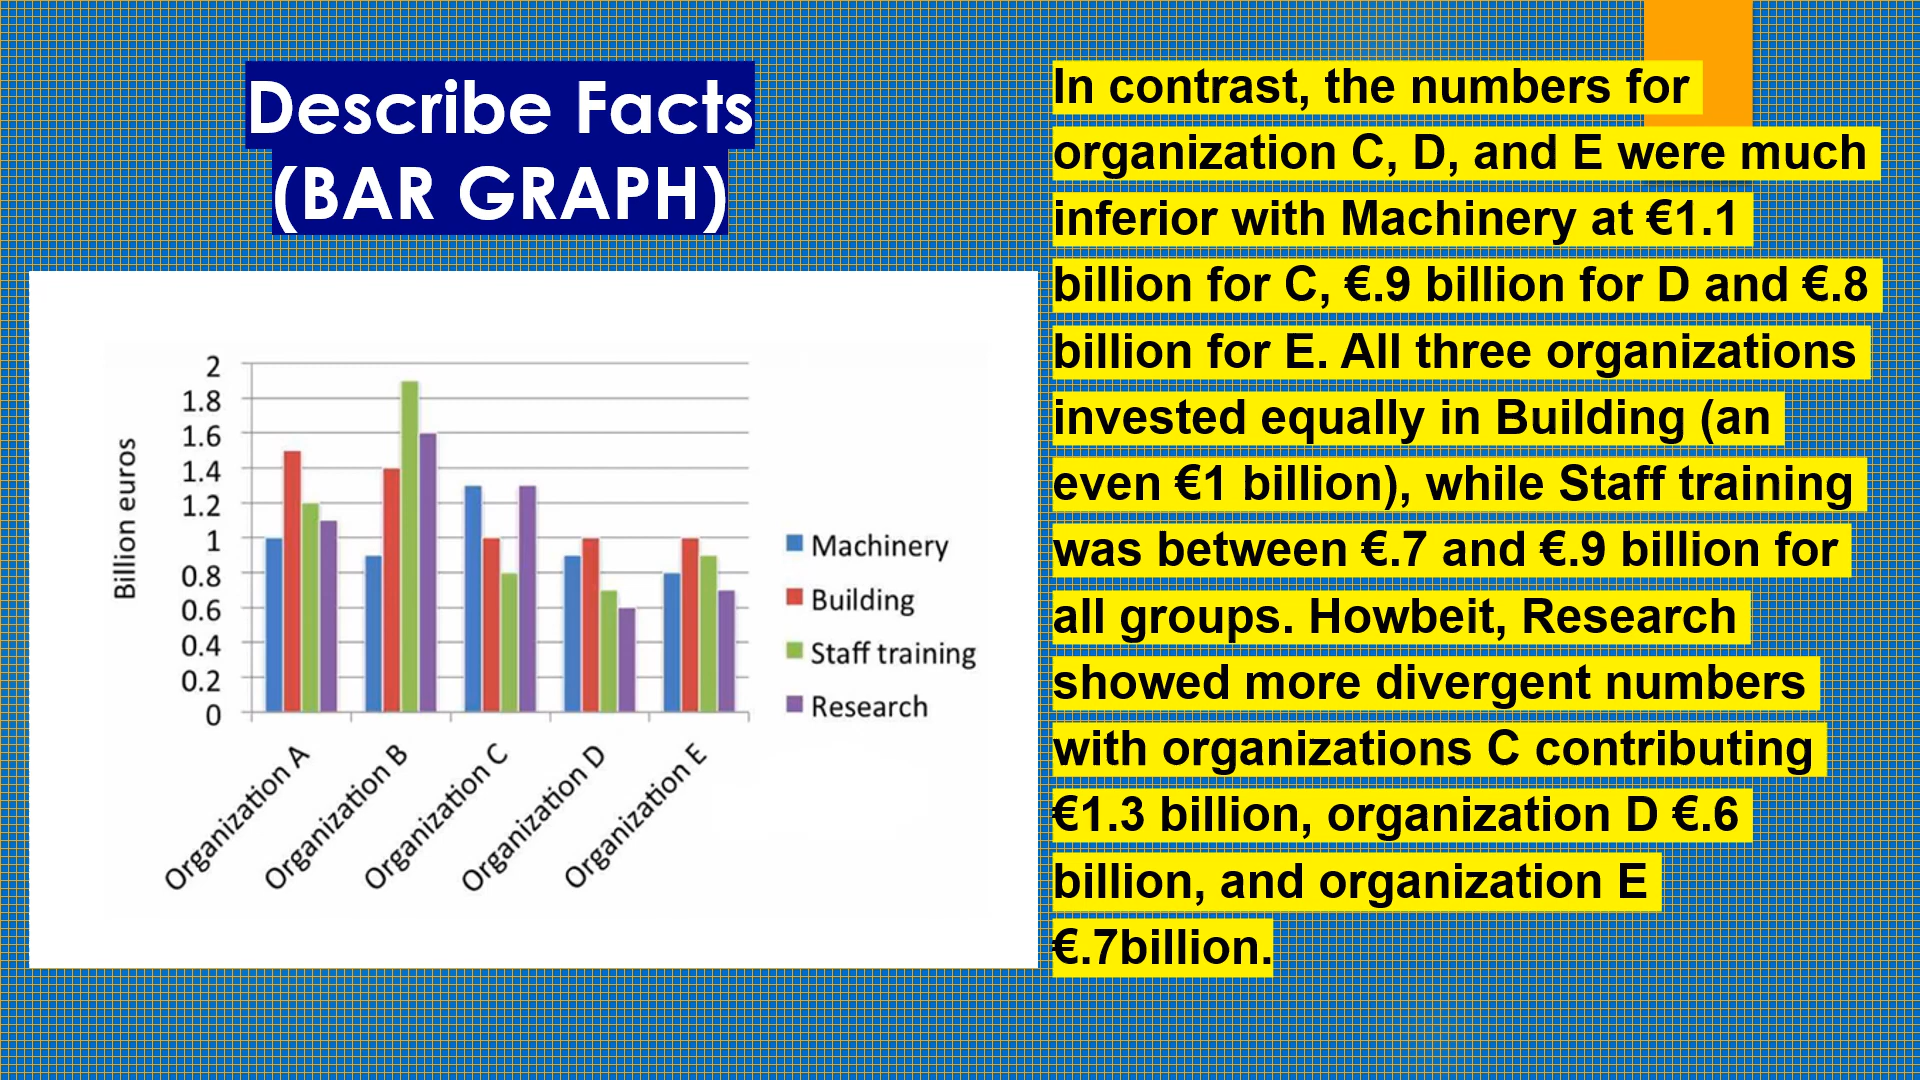 Describe Facts
(BAR GRAPH)
In contrast, the numbers for
organization C, D, and E were much
inferior with Machinery at €1.1
billion for C, €.9 billion for D and €.8
billion for E. All three organizations
invested equally in Building (an
even €1 billion), while Staff training
was between €.7 and €.9 billion for
all groups. Howbeit, Research
showed more divergent numbers
with organizations C contributing
€1.3 billion, organization D €.6
billion, and organization E
€.7billion.
Billion euros
2
1.8
1.6
1.4
1.2
1
0.8
0.6
0.4
0.2
0
Organization A
Organization B
Organization C
Organization D
Organization E
Machinery
Building
Staff training
Research